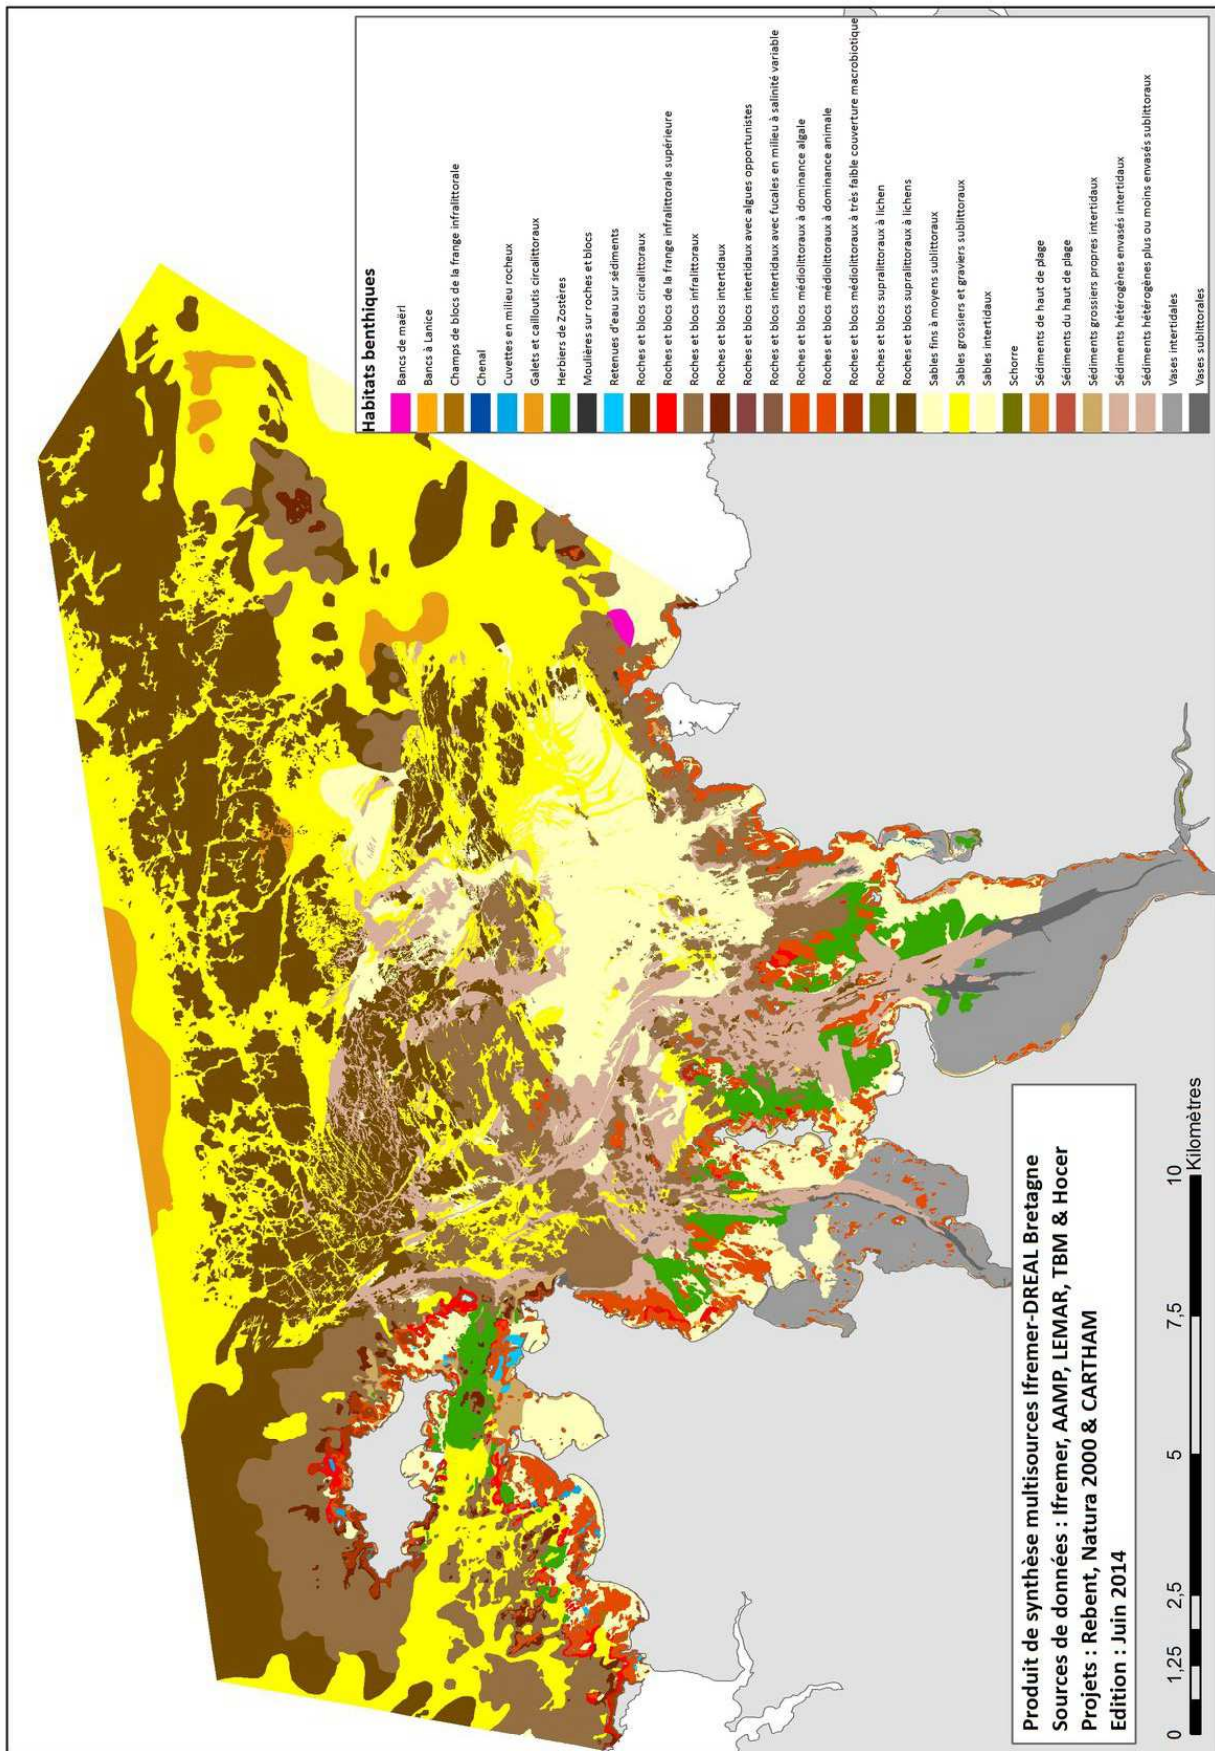 Habitats benthiques
Bancs de maërl
Bancs à Lanice
Champs de blocs de la frange infralittorale
Chenal
Cuvettes en milieu rocheux
Galets et cailloutis circalittoraux
Herbiers de Zostères
Moulières sur roches et blocs
Retenues d'eau sur sédiments
Roches et blocs circalittoraux
Roches et blocs de la frange infralittorale supérieure
Roches et blocs infralittoraux
Roches et blocs intertidaux
Roches et blocs intertidaux avec algues opportunistes
Roches et blocs intertidaux avec fucales en milieu à salinité variable
Roches et blocs médiolittoraux à dominance algale
Roches et blocs médiolittoraux à dominance animale
Roches et blocs médiolittoraux à très faible couverture macrobiotique
Roches et blocs supralittoraux à lichen
Roches et blocs supralitoraux à lichens
Sables fins à moyens sublittoraux
Sables grossiers et graviers sublittoraux
Sables intertidaux
Schorre
Sédiments de haut de plage
Sédiments du haut de plage
Sédiments grossiers propres intertidaux
Sédiments hétérogènes envasés intertidaux
Séidments hétérogènes plus ou moins envasés sublittoraux
Vases intertidales
Vases sublittorales
Produit de synthèse multisources Ifremer-DREAL Bretagne
Sources de données : Ifremer, AAMP, LEMAR, TBM & Hocer
Projets : Rebent, Natura 2000 & CARTHAM
Edition : Juin 2014
0 1,25 2,5 5 7,5 10
Kilomètres